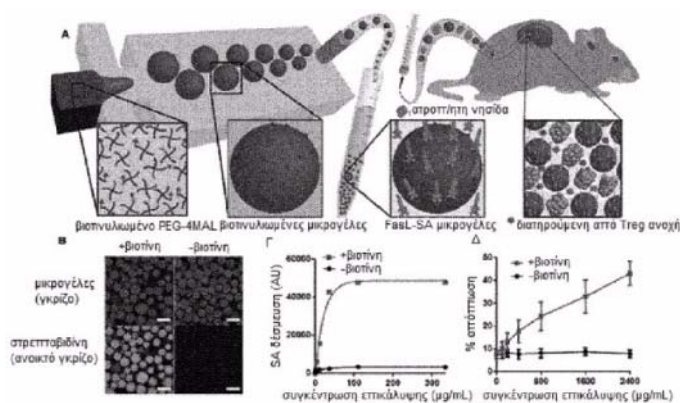 A
ατροπ/ητη νησίδα
βιοτινυλιωμένο PEG-4MAL βιοτινυλιωμένες μικρογέλες
FasL-SA μικρογέλες
διατηρούμενη από Treg ανοχή
B
+βιοτίνη
-βιοτίνη
μικρογέλες
(γκρίζο)
στρεπταβιδίνη
(ανοικτό γκρίζο)
Γ
+βιοτίνη
-βιοτίνη
SA δέσμευση (AU)
60000
40000
20000
0
0
100
200
300
συγκέντρωση επικάλυψης (μg/mL)
Δ
+βιοτίνη
-βιοτίνη
% απόπτωση
50
40
30
20
10
0
0
800
1600
2400
συγκέντρωση επικάλυψης (μg/mL)